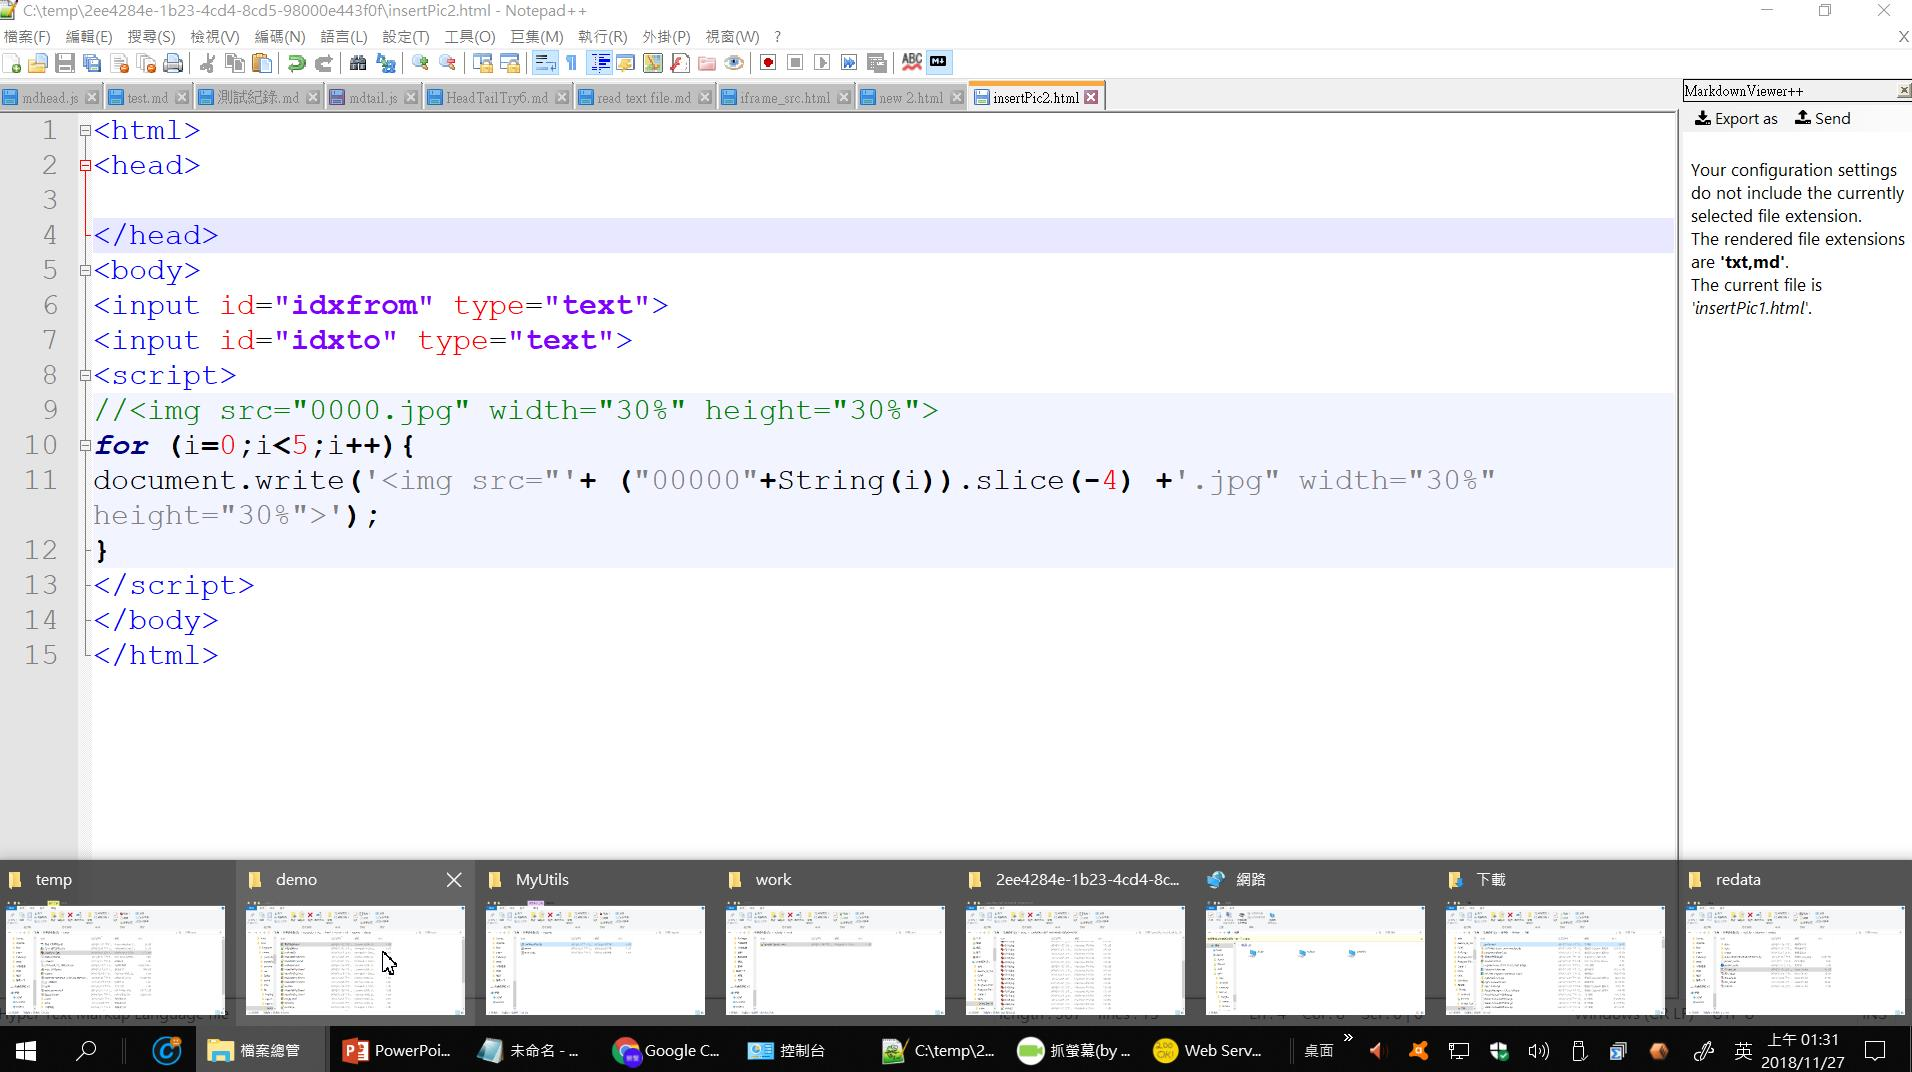 C:\temp\2ee4284e-1b23-4cd4-8cd5-98000e443f0f\insertPic2.html - Notepad++
檔案(F) 編輯(E) 搜尋(S) 檢視(V) 編碼(N) 語言(L) 設定(T) 工具(O) 巨集(M) 執行(R) 外掛(P) 視窗(W) ? X
mdhead.js test.md 測試紀錄.md mdtail.js HeadTailTry6.md read text file.md iframe_src.html new 2.html insertPic2.html
MarkdownViewer++
Export as Send
Your configuration settings
do not include the currently
selected file extension.
The rendered file extensions
are 'txt,md'.
The current file is
'insertPic1.html'.
1 <html>
2 <head>
3
4 </head>
5 <body>
6 <input id="idxfrom" type="text">
7 <input id="idxto" type="text">
8 <script>
9 //<img src="0000.jpg" width="30%" height="30%">
10 for (i=0;i<5;i++){
11 document.write('<img src="'+ ("00000"+String(i)).slice(-4) +'.jpg" width="30%"
height="30%">');
12 }
13 </script>
14 </body>
15 </html>
temp demo MyUtils work 2ee4284e-1b23-4cd4-8c... 網路 下載 redata
檔案總管 PowerPoi... 未命名 - ... Google C... 控制台 C:\temp\2... 抓螢幕(by ... Web Serv... 桌面 » 英 上午 01:31
2018/11/27